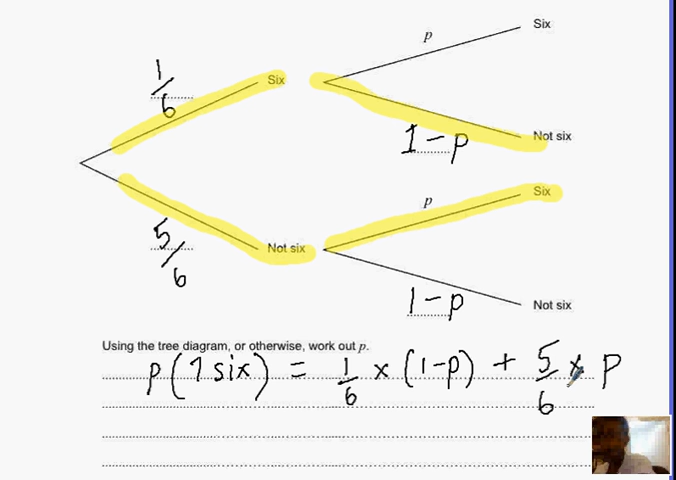 p
Six
1/6
Six
Not six
1-p
p
Six
5/6
Not six
1-p
Not six
Using the tree diagram, or otherwise, work out p.
p(1 six) = 1/6 x (1-p) + 5/6 x p